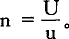 n = U/u。